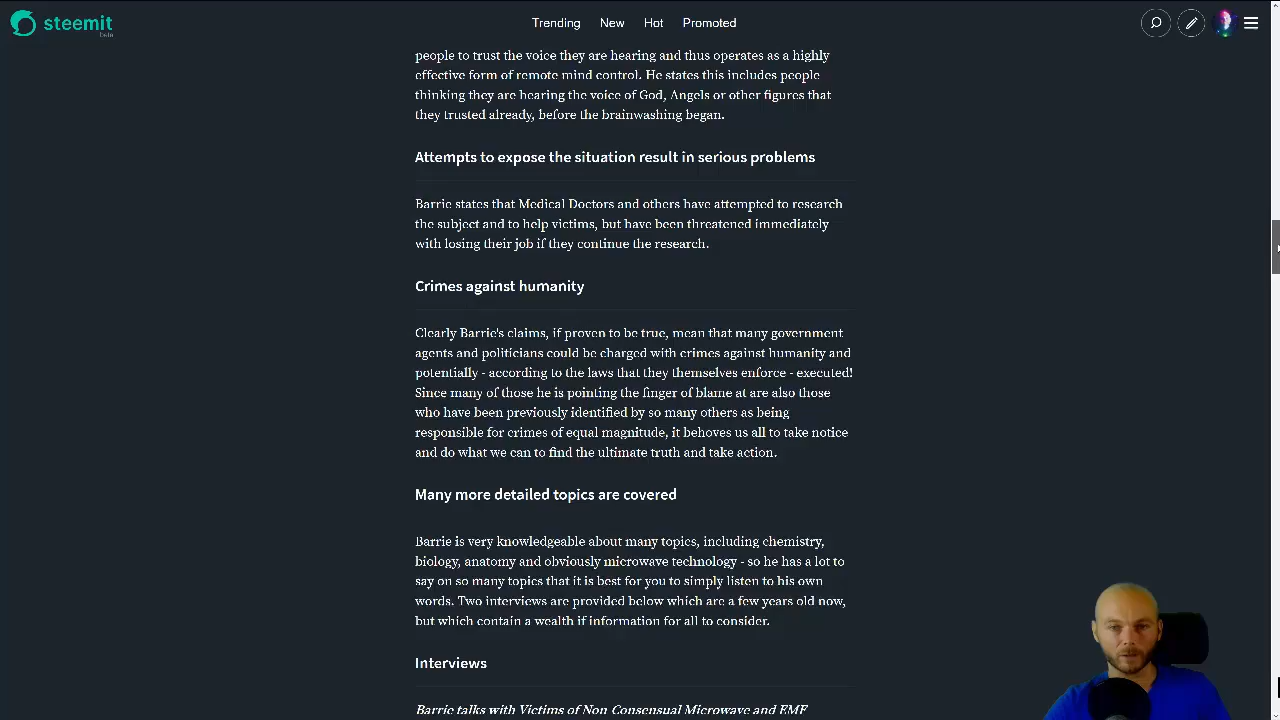 steemit
beta
Trending New Hot Promoted
people to trust the voice they are hearing and thus operates as a highly
effective form of remote mind control. He states this includes people
thinking they are hearing the voice of God, Angels or other figures that
they trusted already, before the brainwashing began.
Attempts to expose the situation result in serious problems
Barrie states that Medical Doctors and others have attempted to research
the subject and to help victims, but have been threatened immediately
with losing their job if they continue the research.
Crimes against humanity
Clearly Barrie's claims, if proven to be true, mean that many government
agents and politicians could be charged with crimes against humanity and
potentially - according to the laws that they themselves enforce - executed!
Since many of those he is pointing the finger of blame at are also those
who have been previously identified by so many others as being
responsible for crimes of equal magnitude, it behoves us all to take notice
and do what we can to find the ultimate truth and take action.
Many more detailed topics are covered
Barrie is very knowledgeable about many topics, including chemistry,
biology, anatomy and obviously microwave technology - so he has a lot to
say on so many topics that it is best for you to simply listen to his own
words. Two interviews are provided below which are a few years old now,
but which contain a wealth if information for all to consider.
Interviews
Barrie talks with Victims of Non Consensual Microwave and EMF